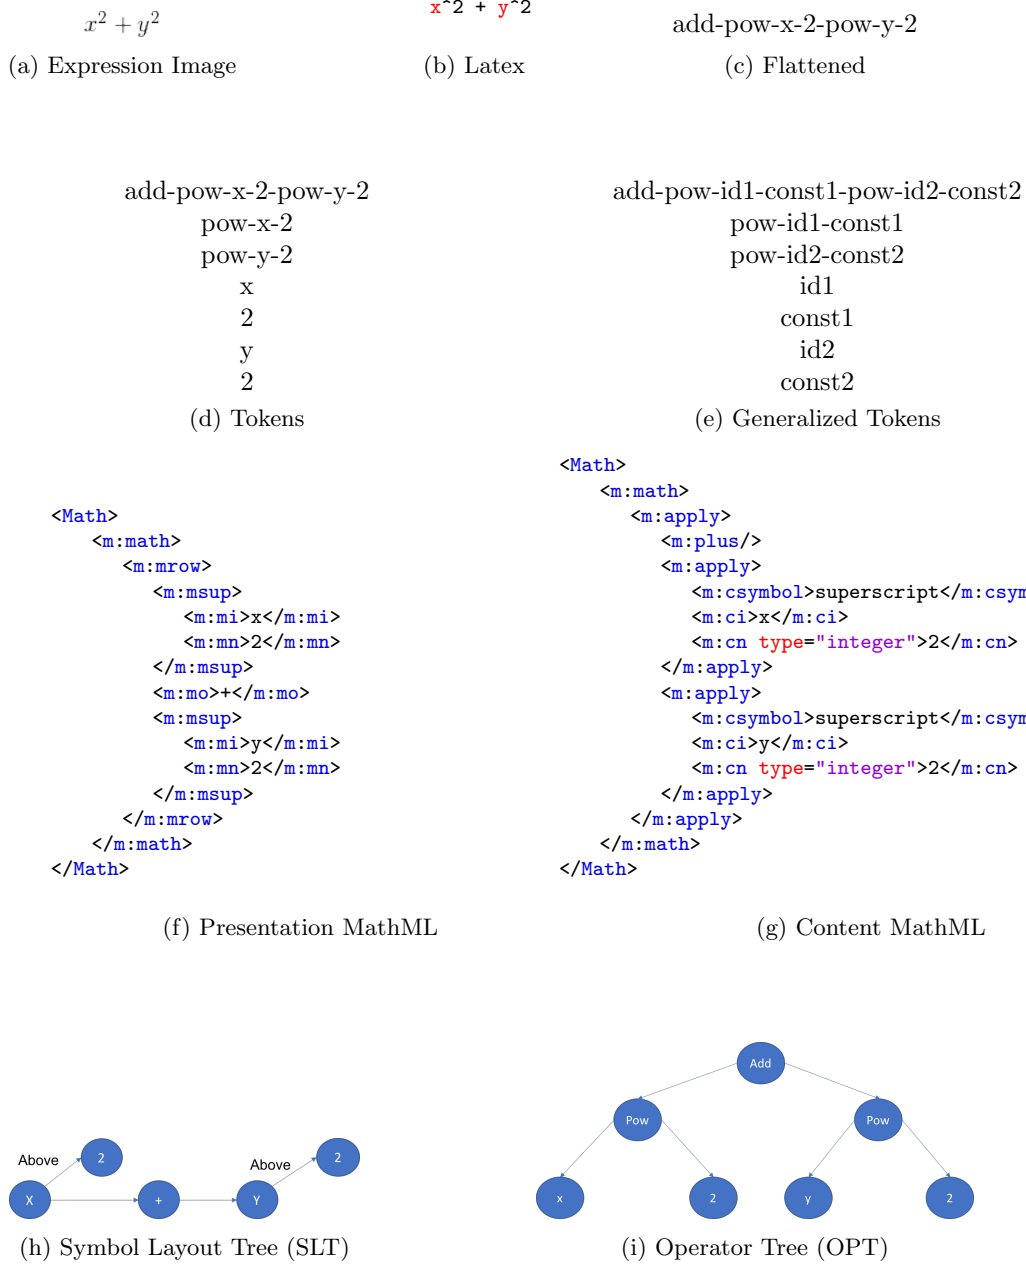 x² + y²
(a) Expression Image
x^2 + y^2
(b) Latex
add-pow-x-2-pow-y-2
(c) Flattened
add-pow-x-2-pow-y-2
pow-x-2
pow-y-2
x
2
y
2
(d) Tokens
add-pow-id1-const1-pow-id2-const2
pow-id1-const1
pow-id2-const2
id1
const1
id2
const2
(e) Generalized Tokens
<Math>
<m:math>
<m:mrow>
<m:msup>
<m:mi>x</m:mi>
<m:mn>2</m:mn>
</m:msup>
<m:mo>+</m:mo>
<m:msup>
<m:mi>y</m:mi>
<m:mn>2</m:mn>
</m:msup>
</m:mrow>
</m:math>
</Math>
(f) Presentation MathML
<Math>
<m:math>
<m:apply>
<m:plus/>
<m:apply>
<m:csymbol>superscript</m:csym
<m:ci>x</m:ci>
<m:cn type="integer">2</m:cn>
</m:apply>
<m:apply>
<m:csymbol>superscript</m:csym
<m:ci>y</m:ci>
<m:cn type="integer">2</m:cn>
</m:apply>
</m:apply>
</m:math>
</Math>
(g) Content MathML
Above
2
Above
2
X
+
Y
(h) Symbol Layout Tree (SLT)
Add
Pow
Pow
x
2
y
2
(i) Operator Tree (OPT)